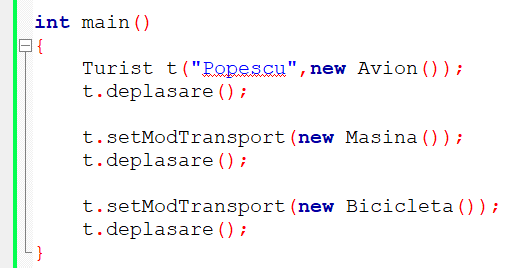 int main()
{
Turist t("Popescu",new Avion());
t.deplasare();
t.setModTransport(new Masina());
t.deplasare();
t.setModTransport(new Bicicleta());
t.deplasare();
}